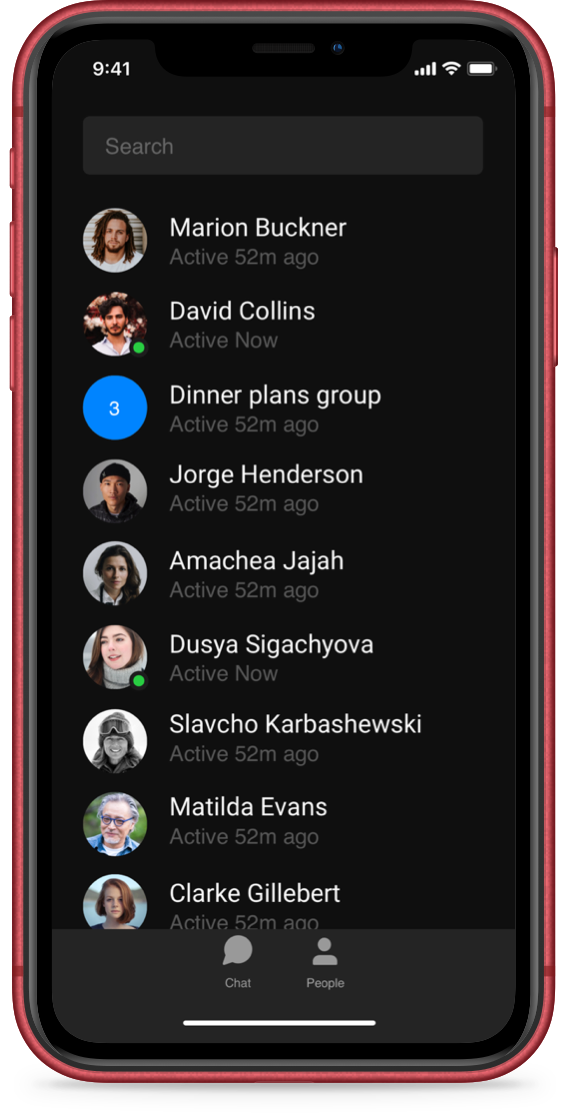 9:41
Search
Marion Buckner
Active 52m ago
David Collins
Active Now
3
Dinner plans group
Active 52m ago
Jorge Henderson
Active 52m ago
Amachea Jajah
Active 52m ago
Dusya Sigachyova
Active Now
Slavcho Karbashewski
Active 52m ago
Matilda Evans
Active 52m ago
Clarke Gillebert
Active 52m ago
Chat People